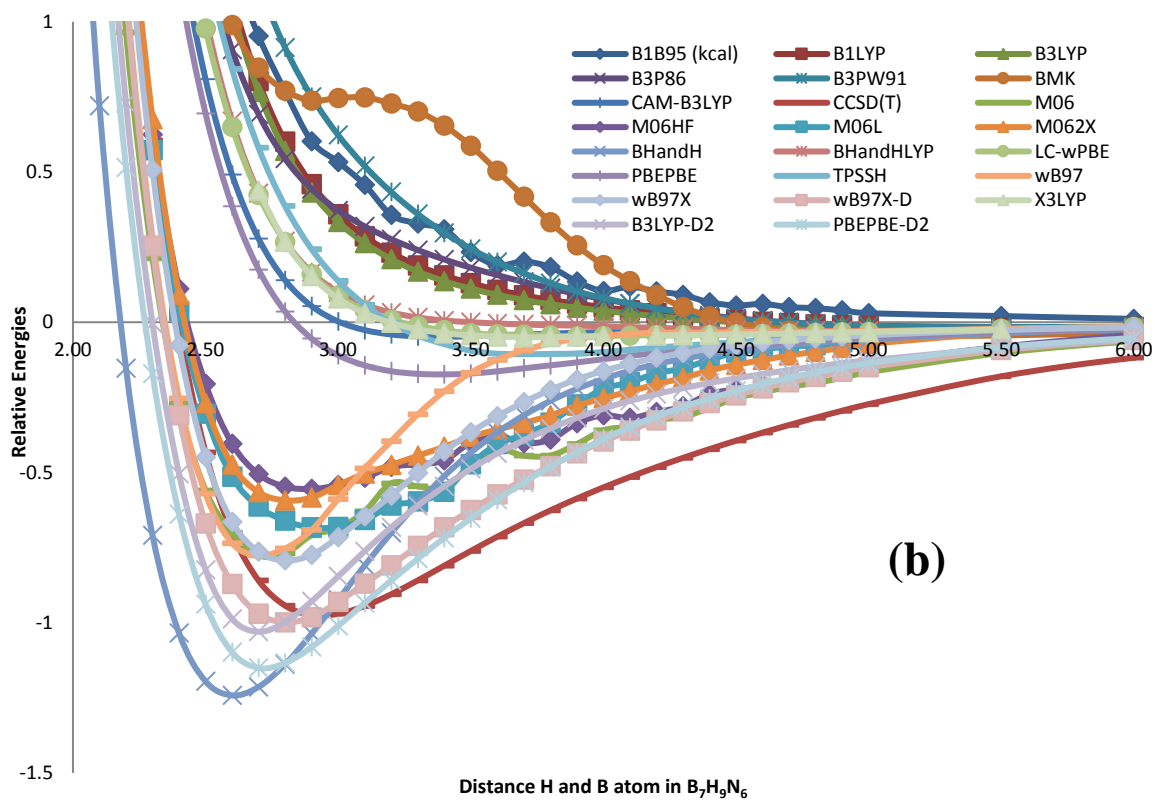 1
B1B95 (kcal) B1LYP B3LYP
B3P86 B3PW91 BMK
CAM-B3LYP CCSD(T) M06
M06HF M06L M062X
BHandH BHandHLYP LC-wPBE
PBEPBE TPSSH wB97
wB97X wB97X-D X3LYP
B3LYP-D2 PBEPBE-D2
0.5
0
2.00 2.50 3.00 3.50 4.00 4.50 5.00 5.50 6.00
Relative Energies
-0.5
(b)
-1
-1.5
Distance H and B atom in B₇H₉N₆